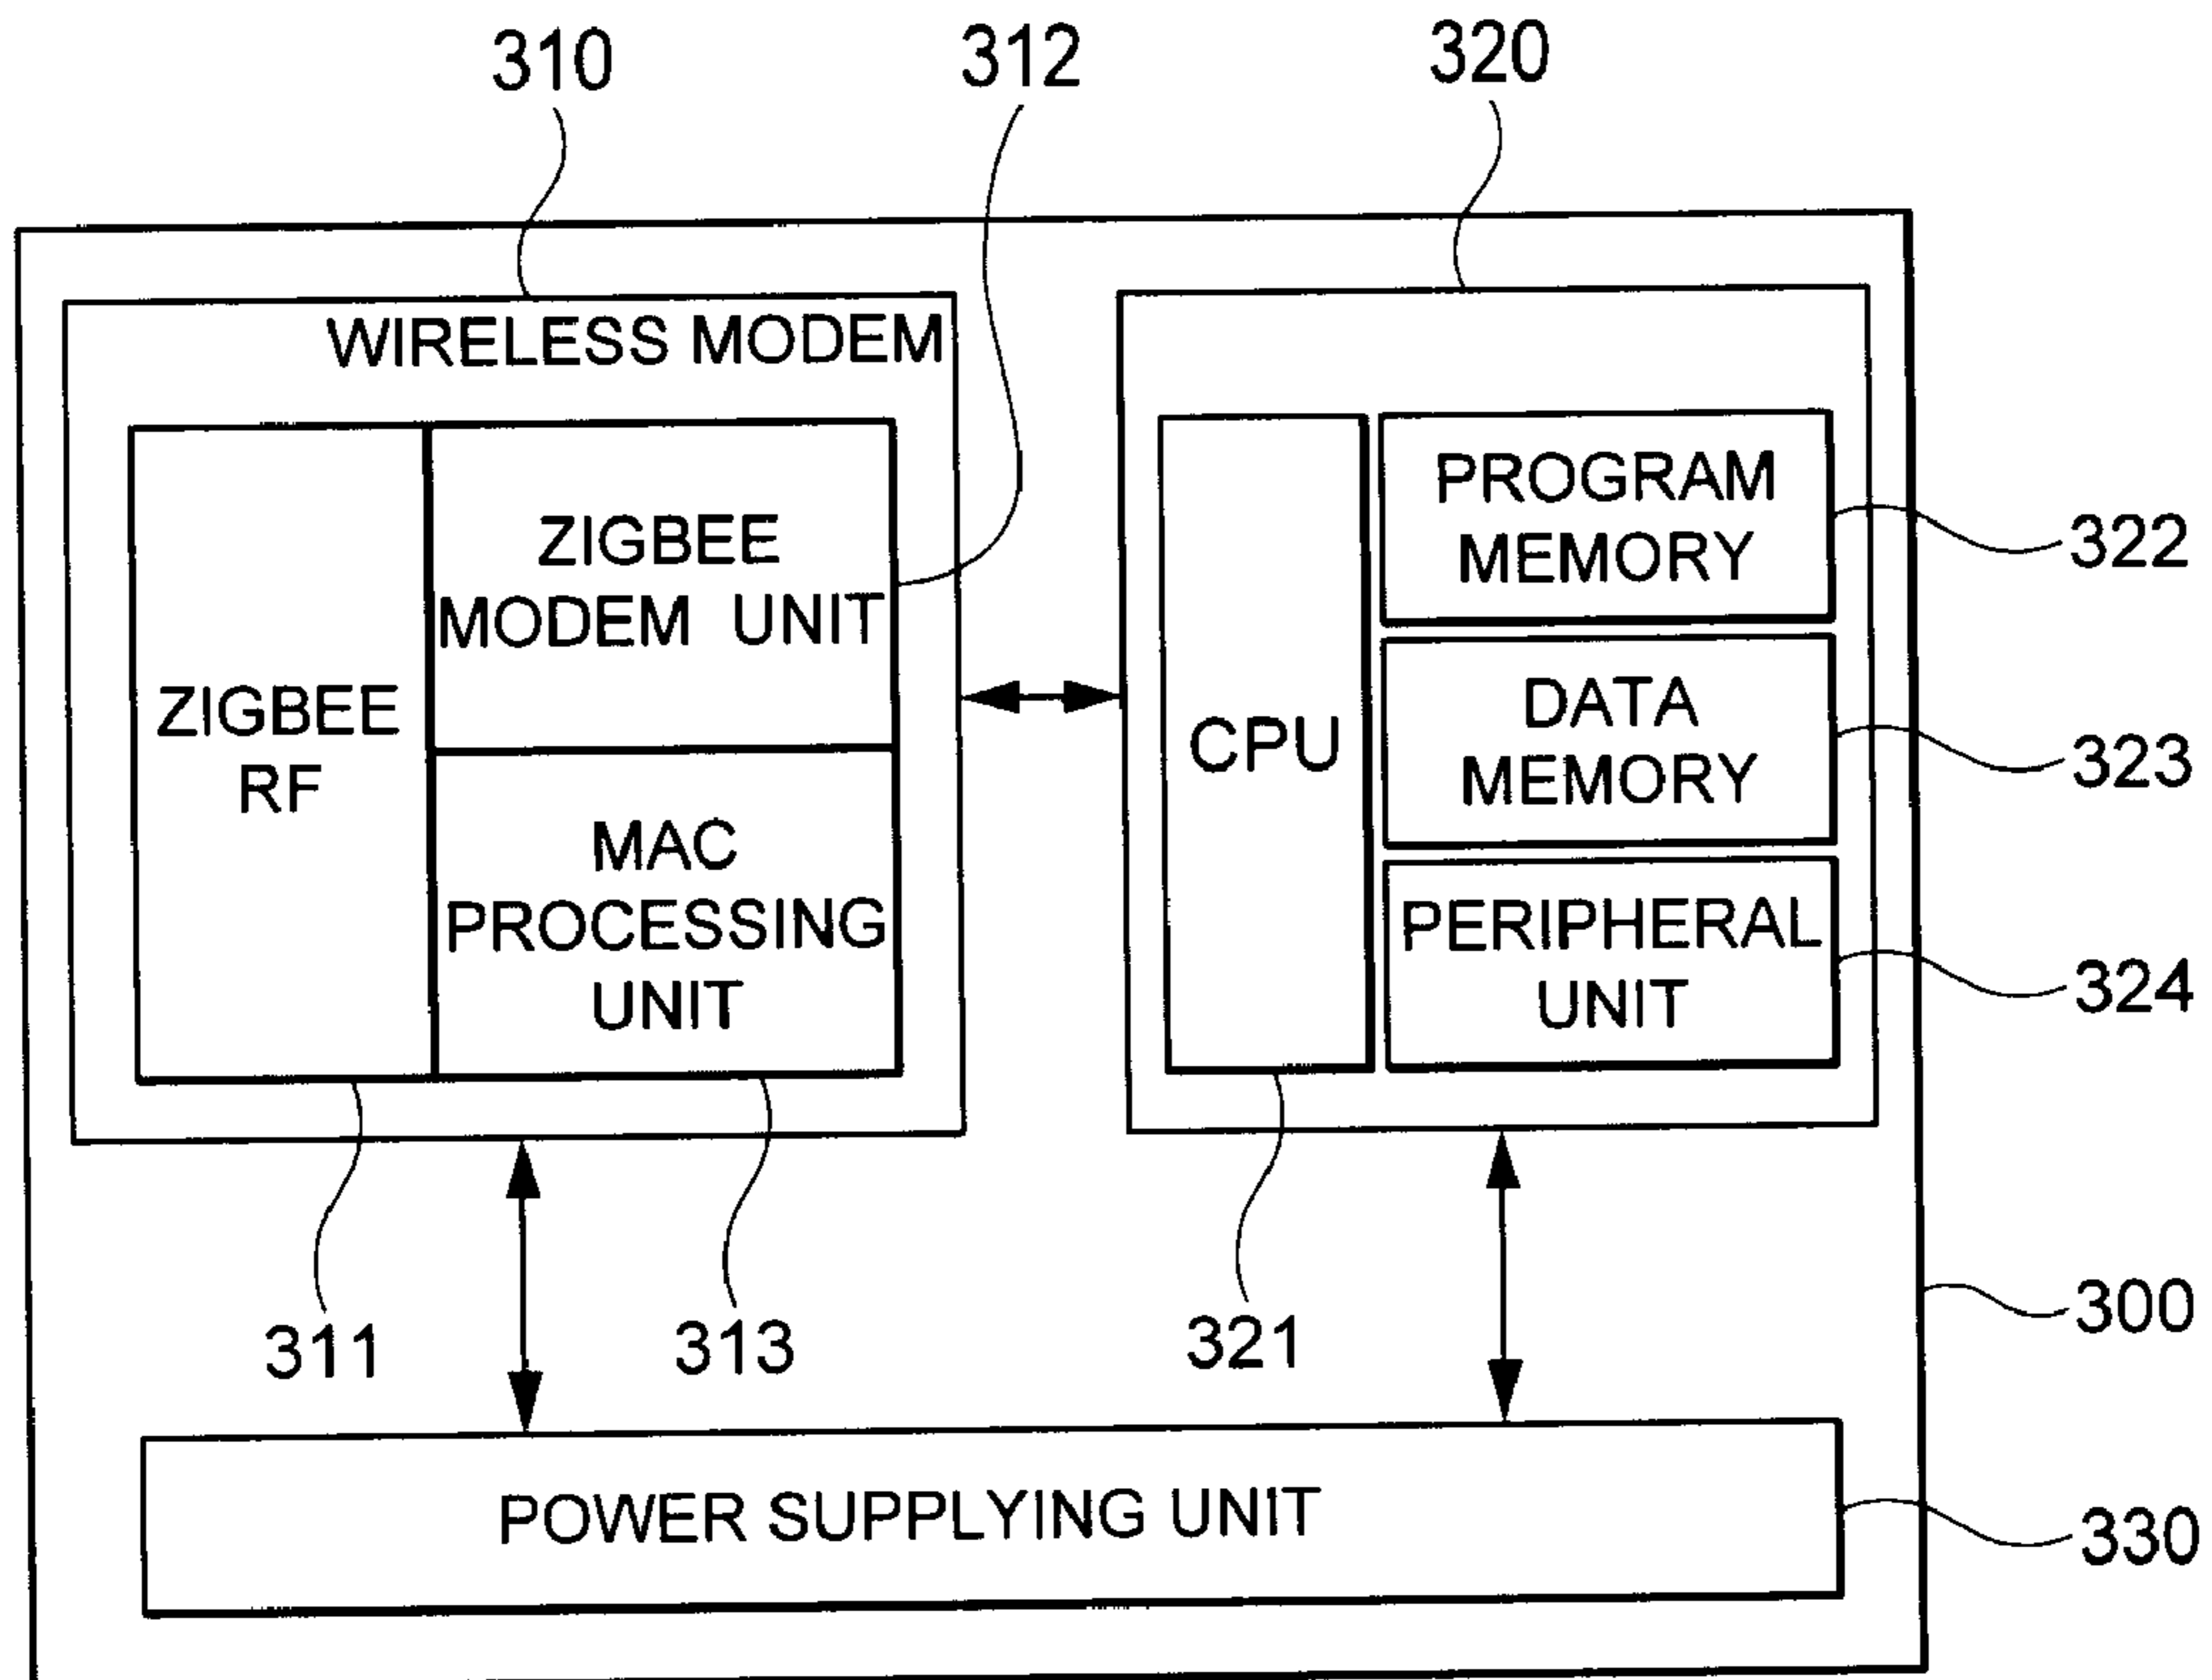 310
312
320
WIRELESS MODEM
ZIGBEE
RF
ZIGBEE
MODEM UNIT
MAC
PROCESSING
UNIT
CPU
PROGRAM
MEMORY
DATA
MEMORY
PERIPHERAL
UNIT
322
323
324
311
313
321
300
POWER SUPPLYING UNIT
330